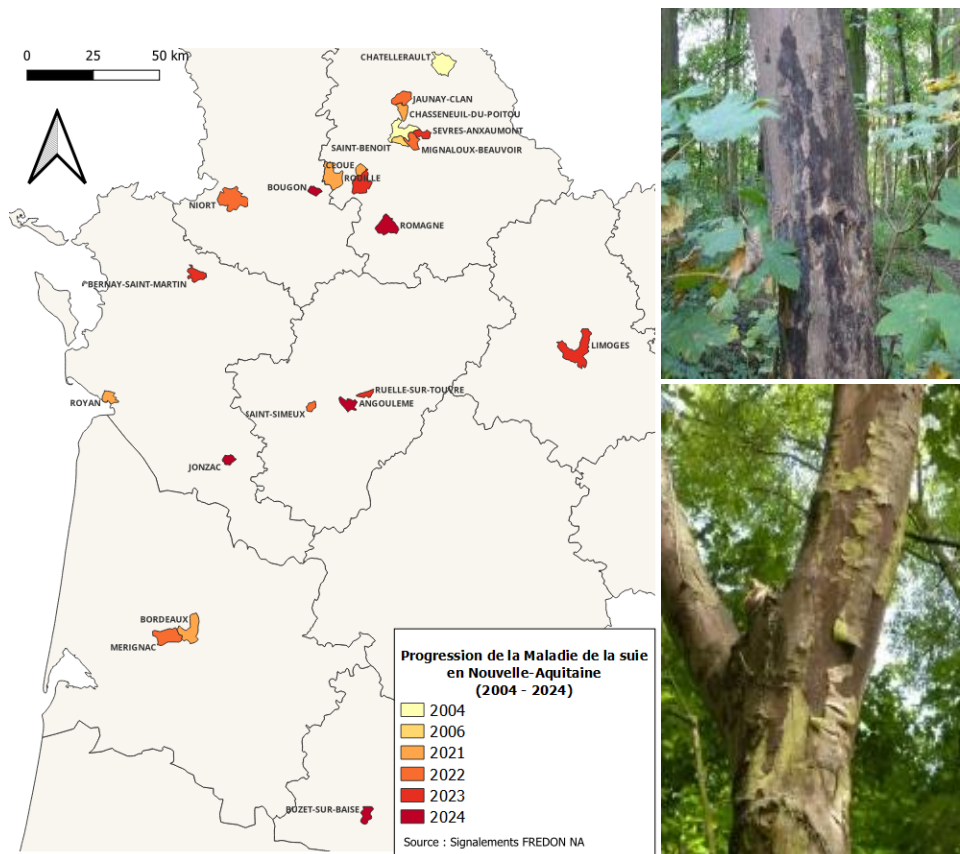 0 25 50 km
CHATELLERAULT
JAUNAY-CLAN
CHASSENEUIL-DU-POITOU
SEVRES-ANXAUMONT
SAINT-BENOIT
MIGNALOUX-BEAUVOIR
CLOUE
ROUILLE
BOUGON
NIORT
ROMAGNE
BERNAY-SAINT-MARTIN
LIMOGES
RUELLE-SUR-TOUVRE
ROYAN
SAINT-SIMEUX
ANGOULEME
JONZAC
BORDEAUX
MERIGNAC
Progression de la Maladie de la suie
en Nouvelle-Aquitaine
(2004 - 2024)
2004
2006
2021
2022
2023
2024
BUZET-SUR-BAISE
Source : Signalements FREDON NA